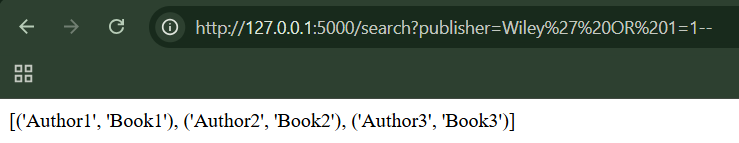 http://127.0.0.1:5000/search?publisher=Wiley%27%20OR%201=1--
[('Author1', 'Book1'), ('Author2', 'Book2'), ('Author3', 'Book3')]